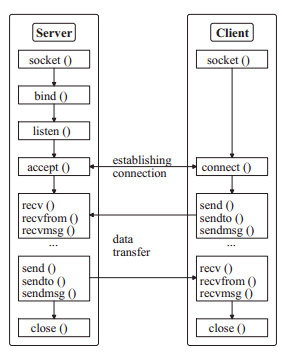 Server
socket ()
bind ()
listen ()
accept ()
recv ()
recvfrom ()
recvmsg ()
...
send ()
sendto ()
sendmsg ()
close ()
establishing
connection
data
transfer
Client
socket ()
connect ()
send ()
sendto ()
sendmsg ()
...
recv ()
recvfrom ()
recvmsg ()
close ()